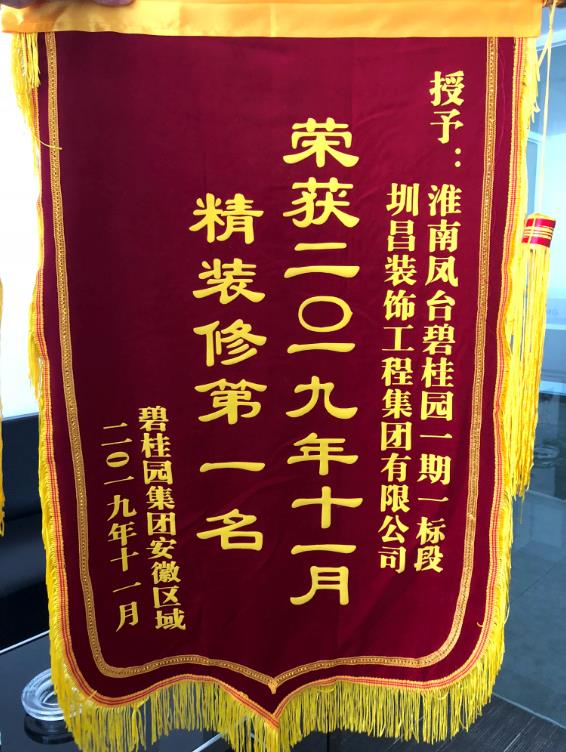 授予：淮南凤台碧桂园一期一标段
圳昌装饰工程集团有限公司
荣获二〇一九年十一月
精装修第一名
碧桂园集团安徽区域
二〇一九年十一月